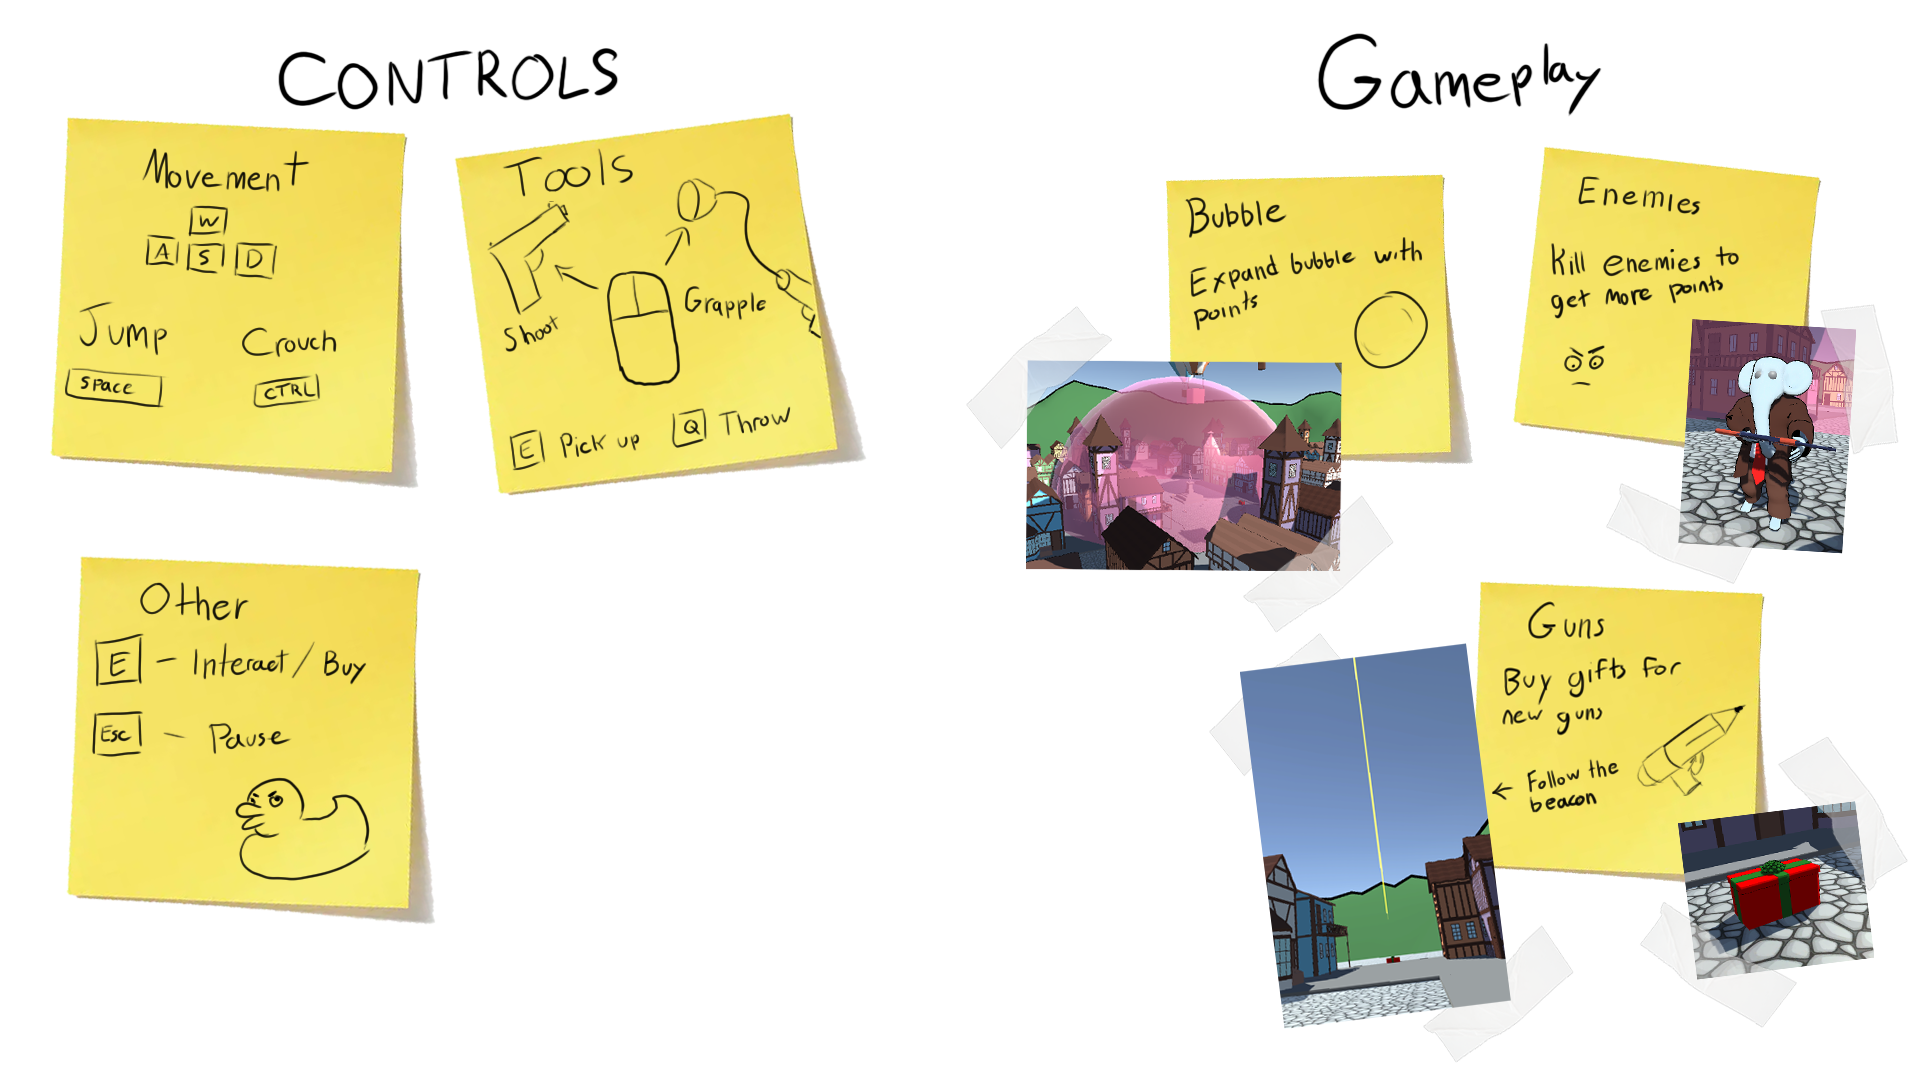 CONTROLS
Movement
W
A S D
Jump
Crouch
Space
CTRL
Tools
Shoot
Grapple
E Pick up
Q Throw
Other
E - Interact / Buy
Esc - Pause
Gameplay
Bubble
Expand bubble with
points
Enemies
Kill enemies to
get more points
Guns
Buy gifts for
new guns
← Follow the
beacon